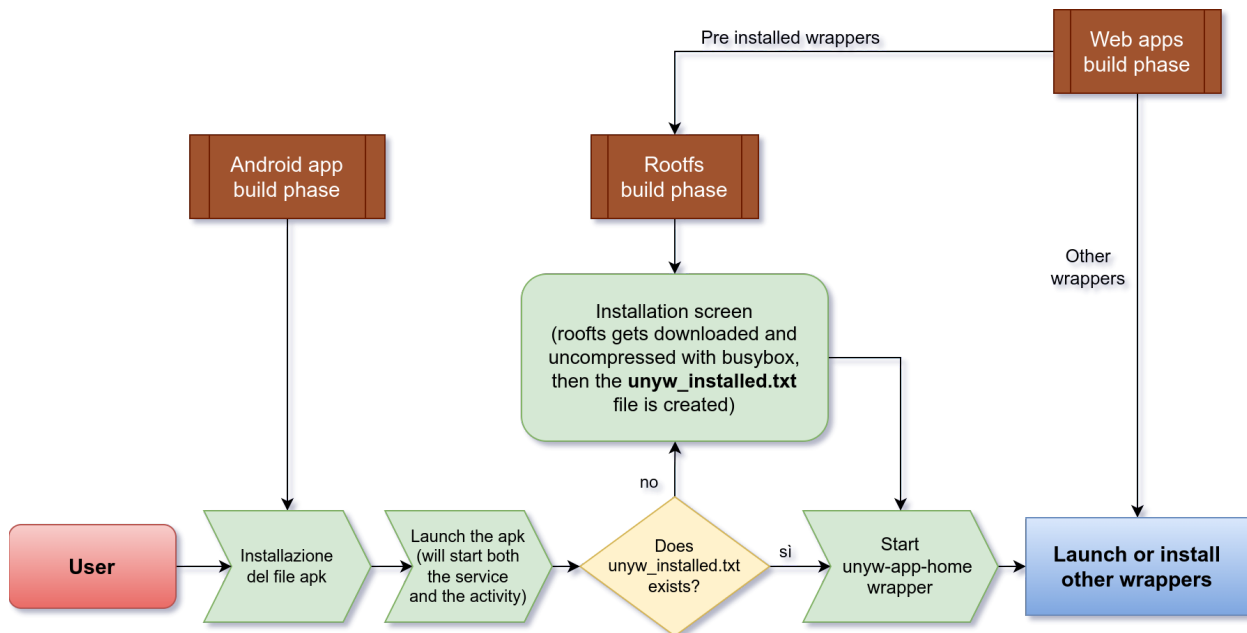 Pre installed wrappers
Web apps
build phase
Android app
build phase
Rootfs
build phase
Other
wrappers
Installation screen
(roofts gets downloaded and
uncompressed with busybox,
then the unyw_installed.txt
file is created)
no
User
Installazione
del file apk
Launch the apk
(will start both
the service
and the activity)
Does
unyw_installed.txt
exists?
sì
Start
unyw-app-home
wrapper
Launch or install
other wrappers